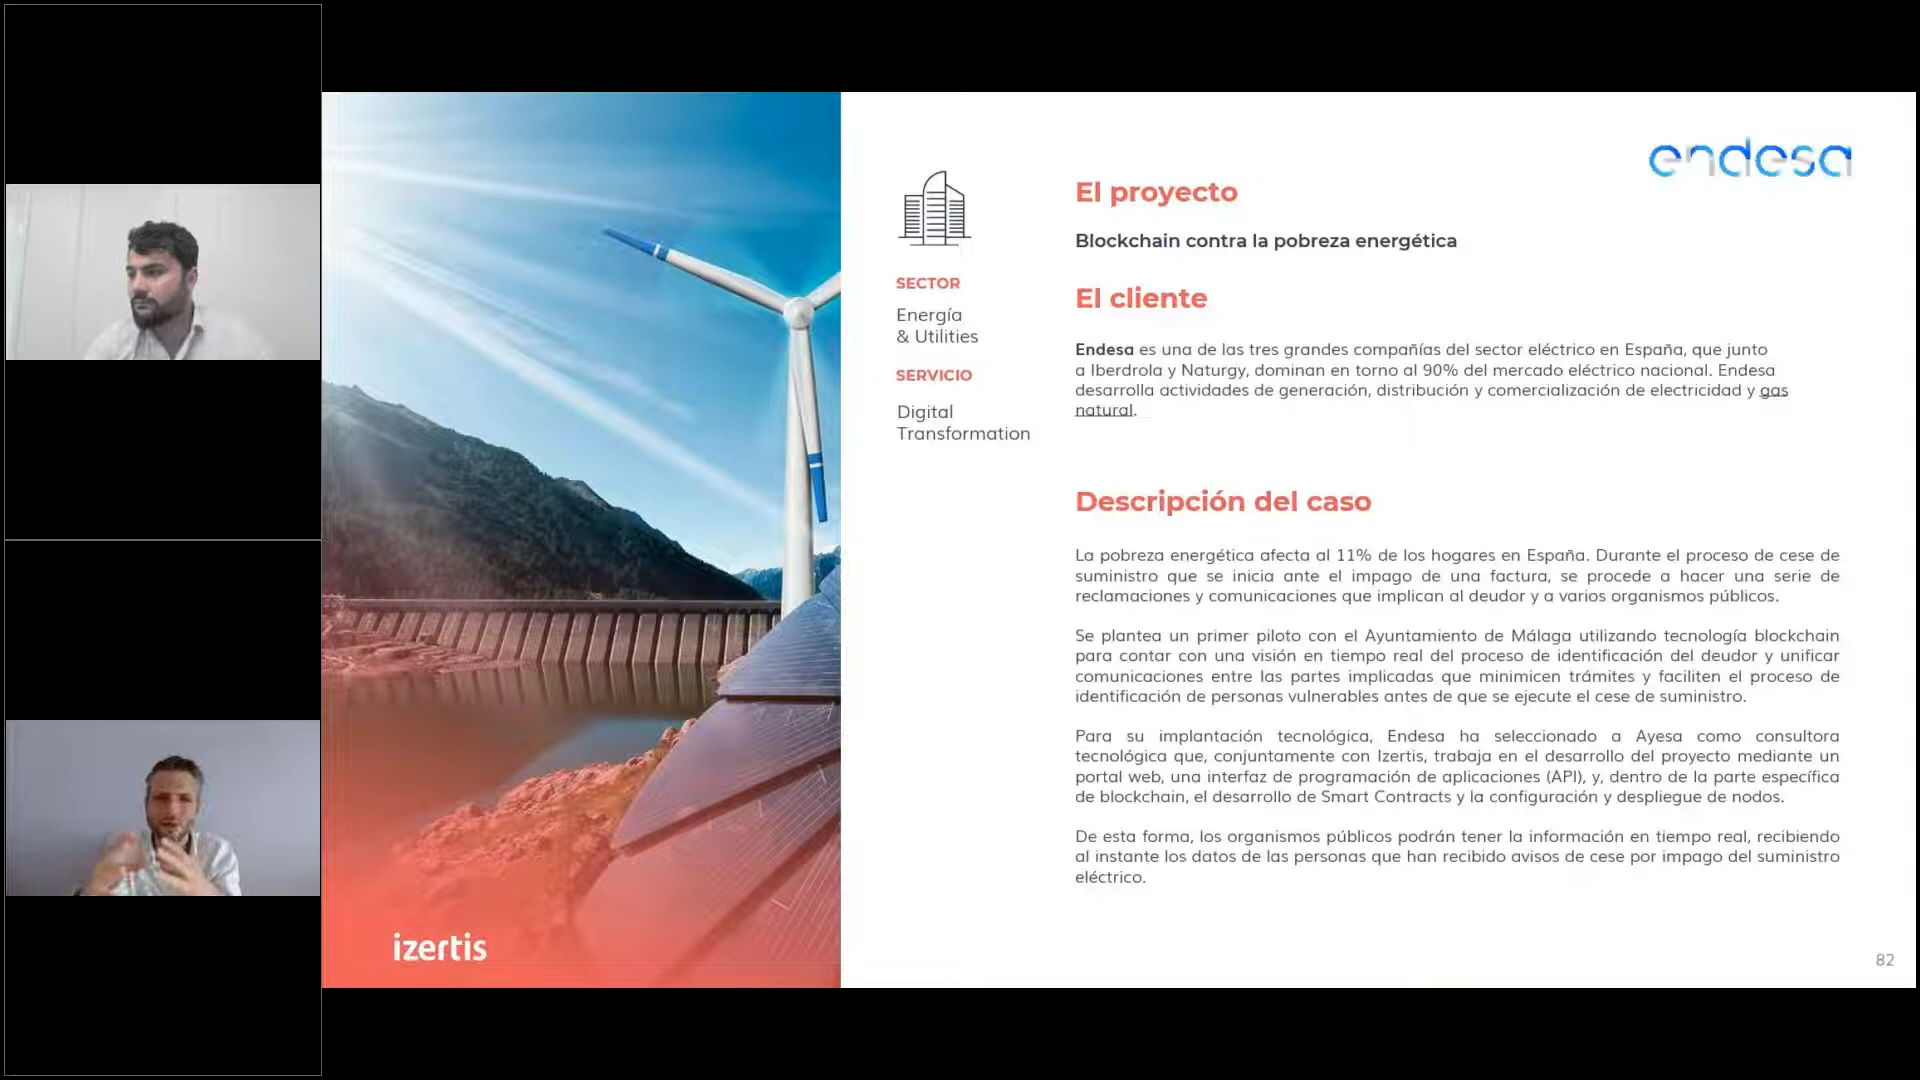 endesa
El proyecto
Blockchain contra la pobreza energética
SECTOR
Energía
& Utilities
SERVICIO
Digital
Transformation
El cliente
Endesa es una de las tres grandes compañías del sector eléctrico en España, que junto
a Iberdrola y Naturgy, dominan en torno al 90% del mercado eléctrico nacional. Endesa
desarrolla actividades de generación, distribución y comercialización de electricidad y gas
natural.
Descripción del caso
La pobreza energética afecta al 11% de los hogares en España. Durante el proceso de cese de
suministro que se inicia ante el impago de una factura, se procede a hacer una serie de
reclamaciones y comunicaciones que implican al deudor y a varios organismos públicos.
Se plantea un primer piloto con el Ayuntamiento de Málaga utilizando tecnología blockchain
para contar con una visión en tiempo real del proceso de identificación del deudor y unificar
comunicaciones entre las partes implicadas que minimicen trámites y faciliten el proceso de
identificación de personas vulnerables antes de que se ejecute el cese de suministro.
Para su implantación tecnológica, Endesa ha seleccionado a Ayesa como consultora
tecnológica que, conjuntamente con Izertis, trabaja en el desarrollo del proyecto mediante un
portal web, una interfaz de programación de aplicaciones (API), y, dentro de la parte específica
de blockchain, el desarrollo de Smart Contracts y la configuración y despliegue de nodos.
De esta forma, los organismos públicos podrán tener la información en tiempo real, recibiendo
al instante los datos de las personas que han recibido avisos de cese por impago del suministro
eléctrico.
izertis
82